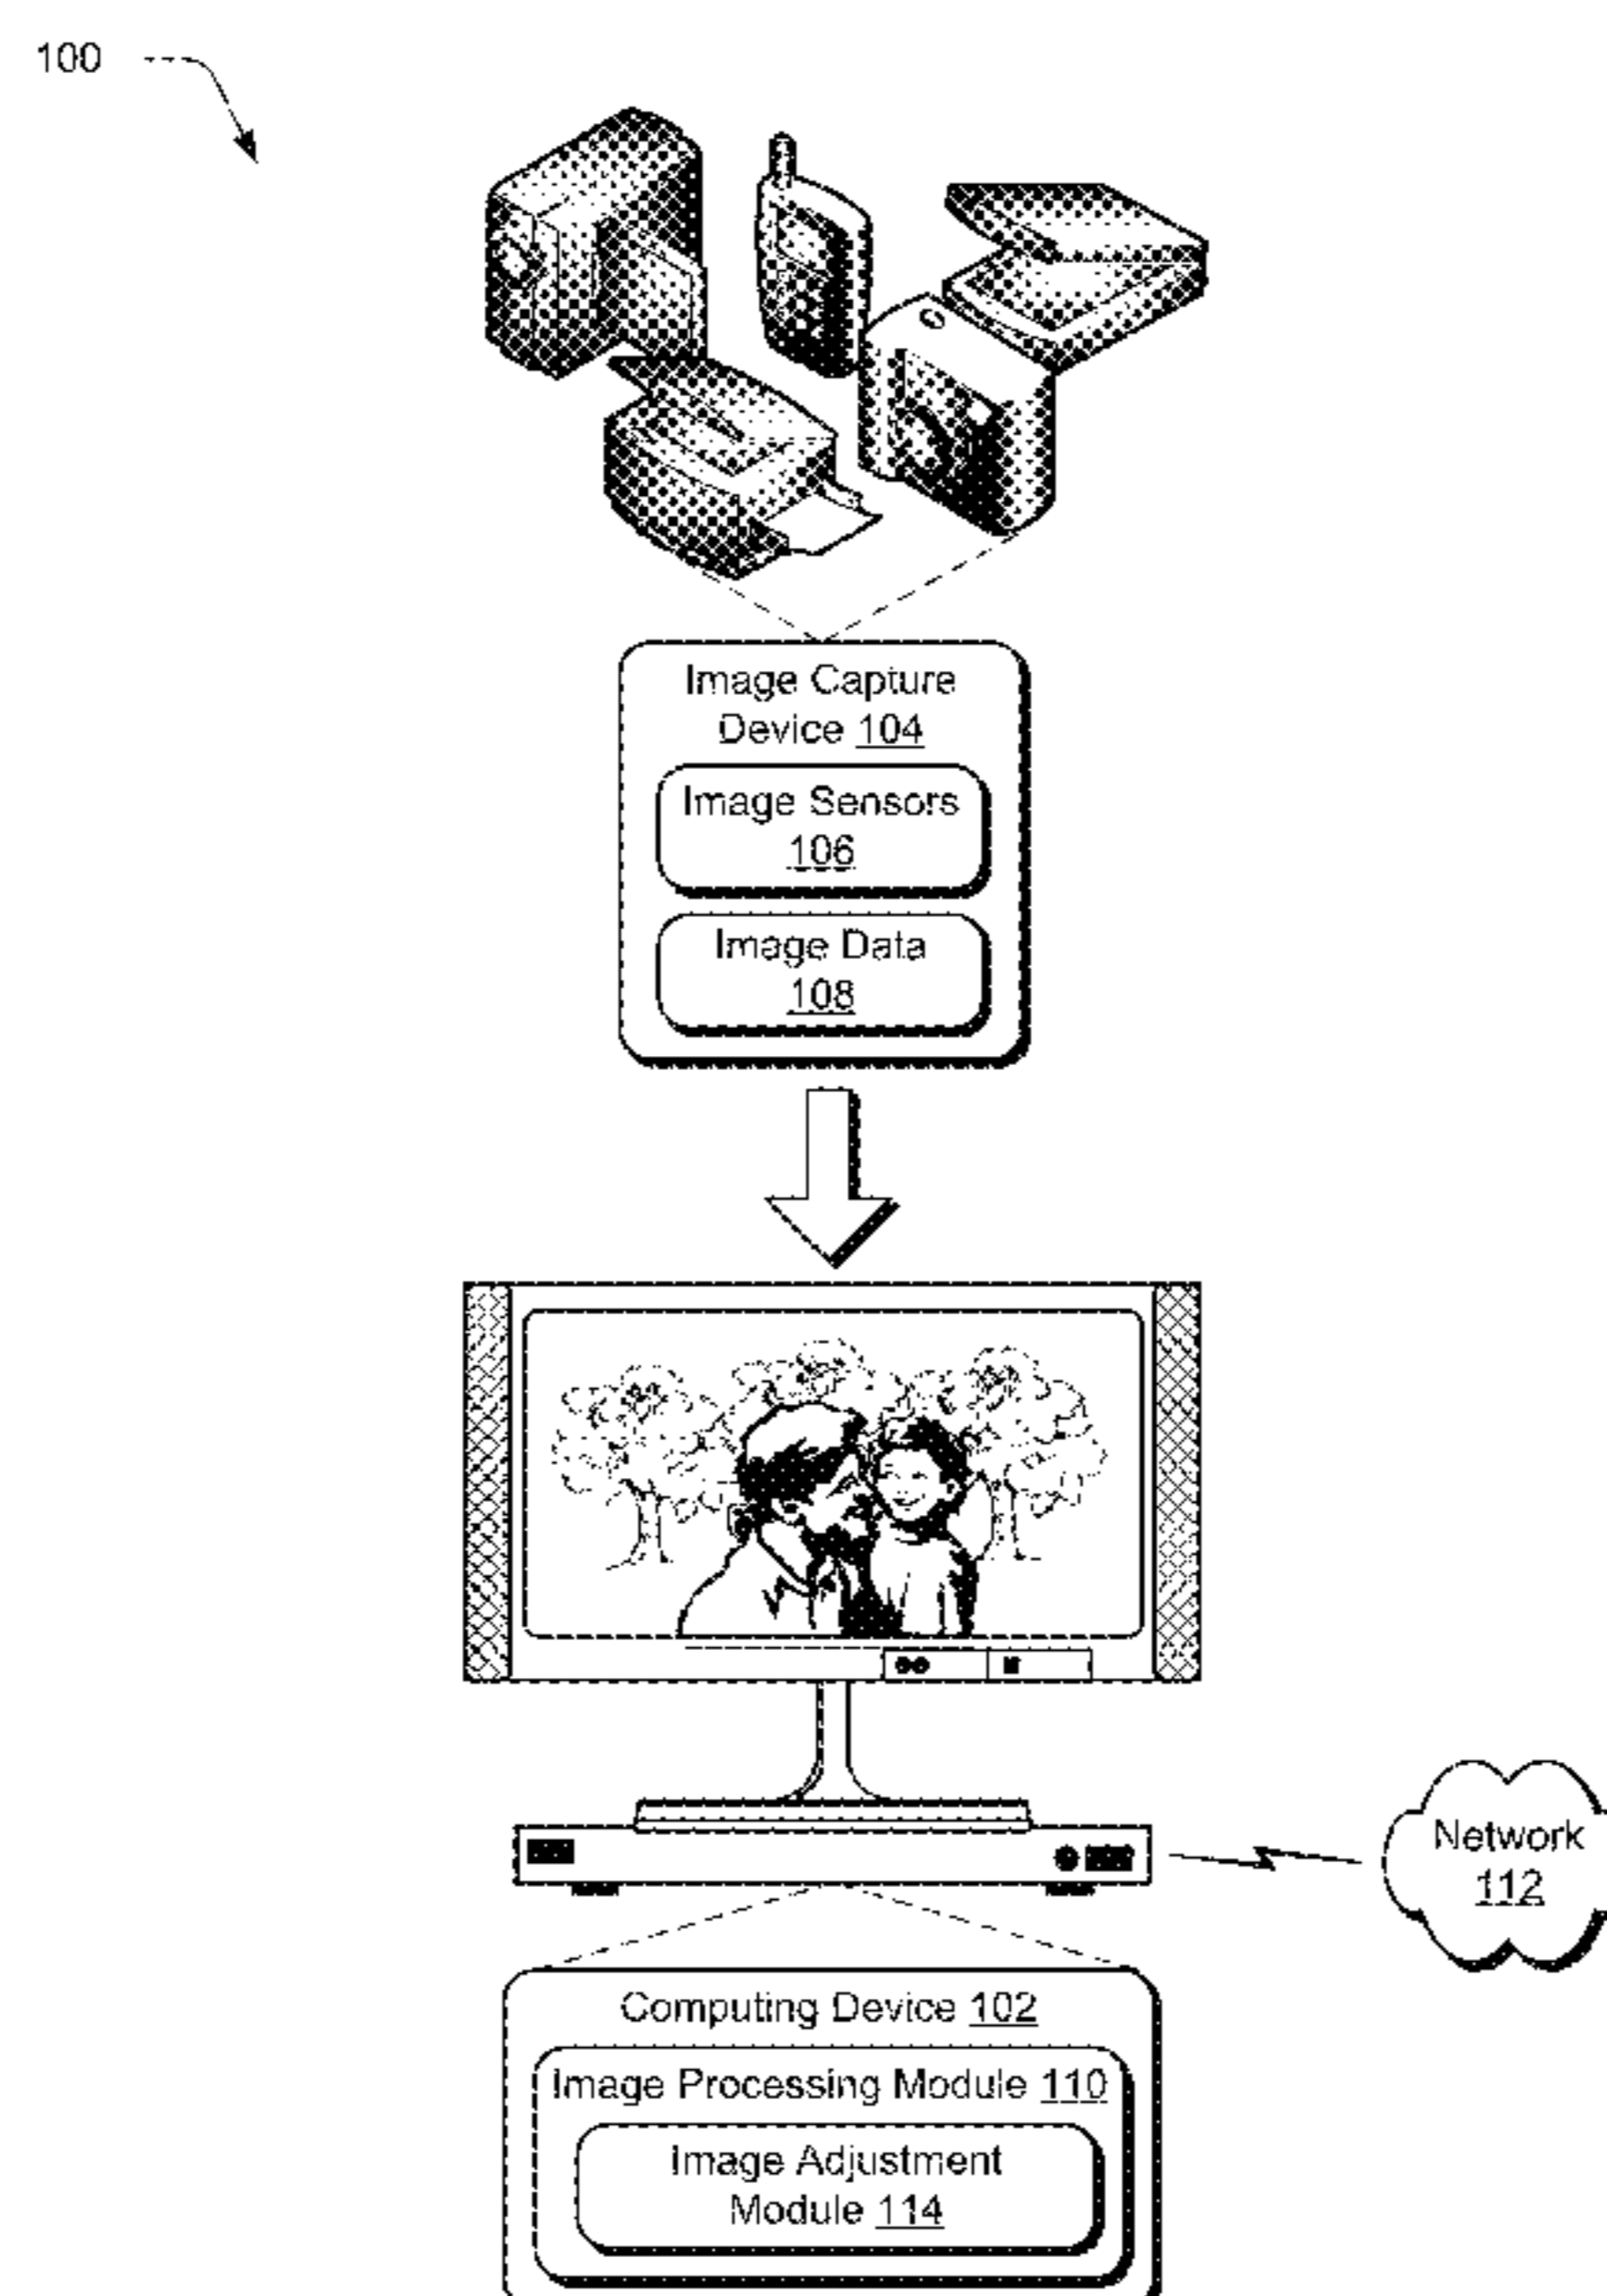 100
Image Capture
Device 104
Image Sensors
106
Image Data
108
Network
112
Computing Device 102
Image Processing Module 110
Image Adjustment
Module 114